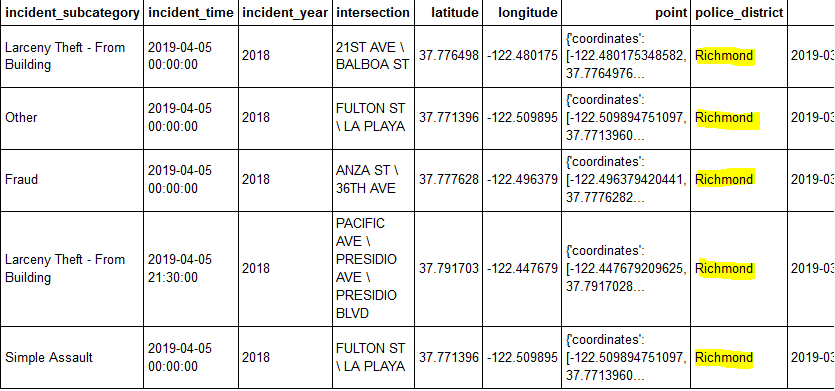 incident_subcategory incident_time incident_year intersection latitude longitude point police_district
Larceny Theft - From 2019-04-05 2018 21ST AVE \ 37.776498 -122.480175 {'coordinates': Richmond 2019-03
Building 00:00:00 BALBOA ST [-122.480175348582,
37.7764976...
Other 2019-04-05 2018 FULTON ST 37.771396 -122.509895 {'coordinates': Richmond 2019-03
00:00:00 \ LA PLAYA [-122.509894751097,
37.7713960...
Fraud 2019-04-05 2018 ANZA ST \ 37.777628 -122.496379 {'coordinates': Richmond 2019-03
00:00:00 36TH AVE [-122.496379420441,
37.7776282...
Larceny Theft - From 2019-04-05 2018 PACIFIC 37.791703 -122.447679 {'coordinates': Richmond 2019-03
Building 21:30:00 AVE \ [-122.447679209625,
PRESIDIO 37.7917028...
AVE \
PRESIDIO
BLVD
Simple Assault 2019-04-05 2018 FULTON ST 37.771396 -122.509895 {'coordinates': Richmond 2019-03
00:00:00 \ LA PLAYA [-122.509894751097,
37.7713960...